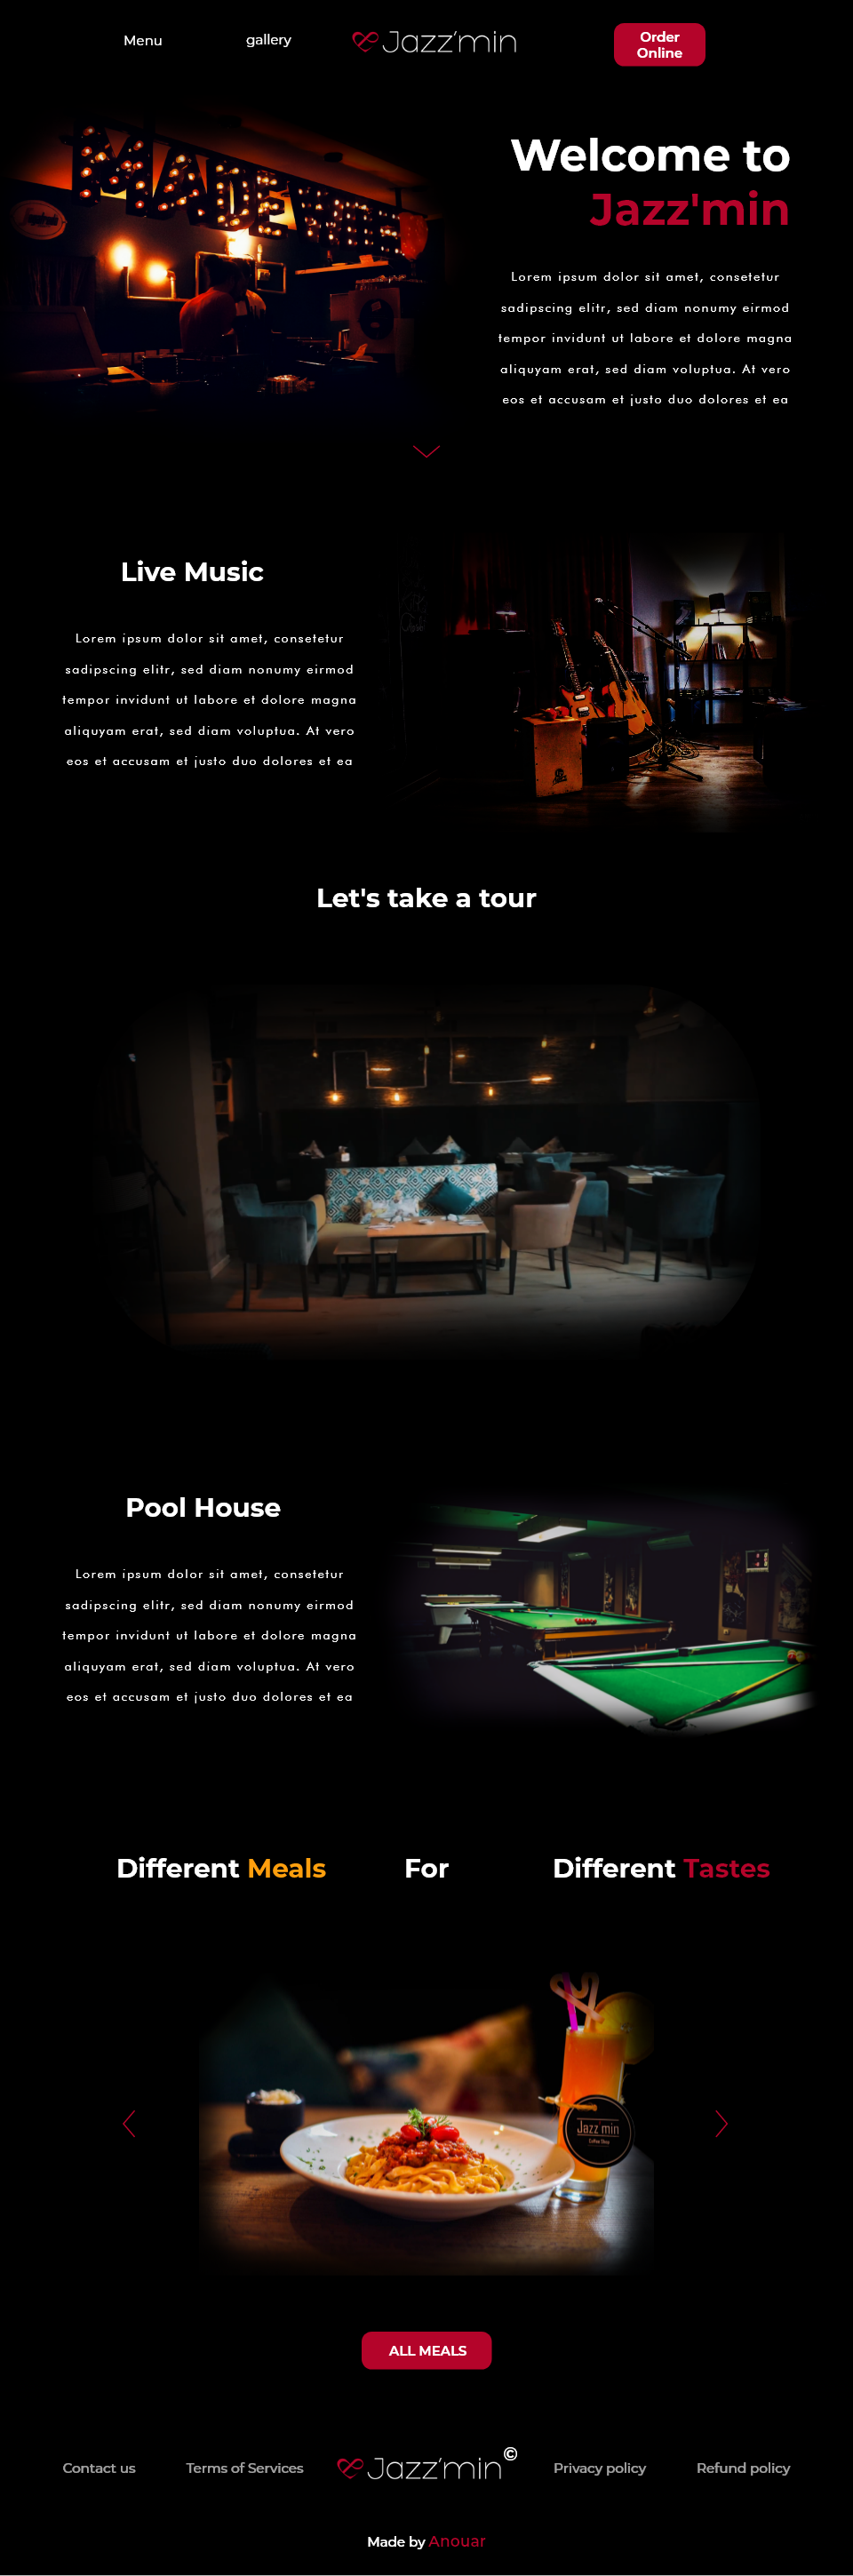 Menu
gallery
Jazz'min
Order
Online
MADE
Welcome to
Jazz'min
Lorem ipsum dolor sit amet, consetetur
sadipscing elitr, sed diam nonumy eirmod
tempor invidunt ut labore et dolore magna
aliquyam erat, sed diam voluptua. At vero
eos et accusam et justo duo dolores et ea
Live Music
Lorem ipsum dolor sit amet, consetetur
sadipscing elitr, sed diam nonumy eirmod
tempor invidunt ut labore et dolore magna
aliquyam erat, sed diam voluptua. At vero
eos et accusam et justo duo dolores et ea
Let's take a tour
Pool House
Lorem ipsum dolor sit amet, consetetur
sadipscing elitr, sed diam nonumy eirmod
tempor invidunt ut labore et dolore magna
aliquyam erat, sed diam voluptua. At vero
eos et accusam et justo duo dolores et ea
Different Meals For Different Tastes
Jazz min
Coffee Shop
ALL MEALS
Contact us
Terms of Services
Jazz'min©
Privacy policy
Refund policy
Made by Anouar